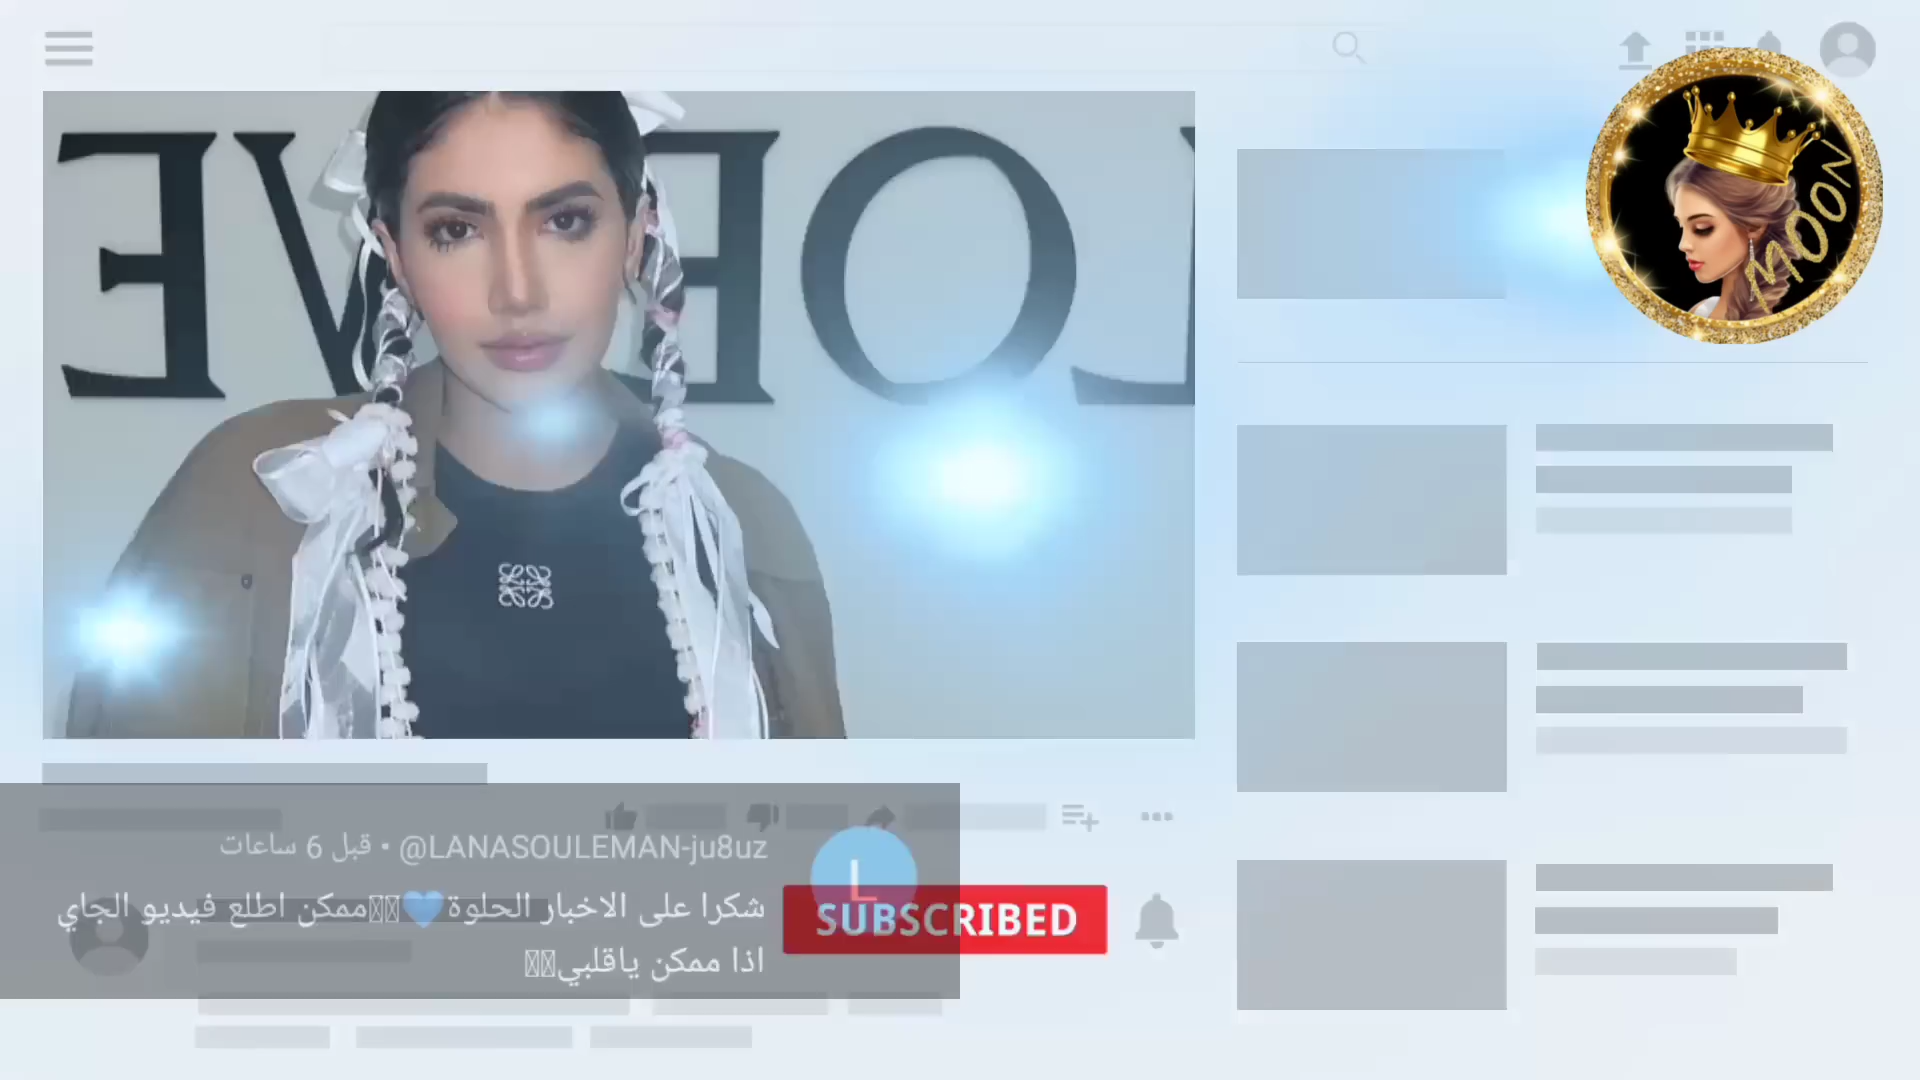 LOEWE
MOON
@LANASOULEMAN-ju8uz • قبل 6 ساعات
شكرا على الاخبار الحلوة💙ممكن اطلع فيديو الجاي
اذا ممكن ياقلبي
L
SUBSCRIBED